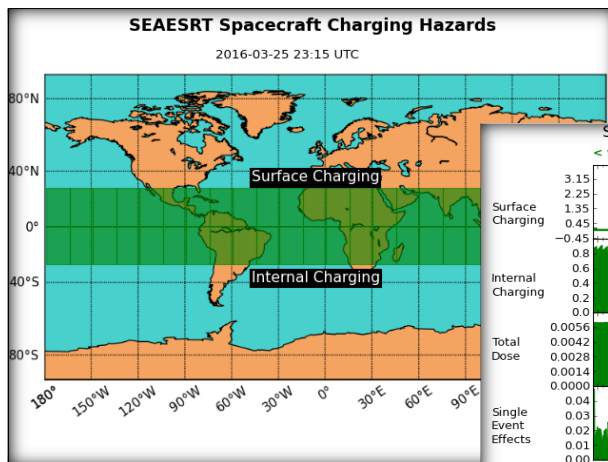 SEAESRT Spacecraft Charging Hazards
2016-03-25 23:15 UTC
80°N
40°N
0°
40°S
80°S
Surface Charging
Internal Charging
180°
150°W
120°W
90°W
60°W
30°W
0°
30°E
60°E
90°E
S
<
Surface
Charging
3.15
2.25
1.35
0.45
−0.45
Internal
Charging
0.8
0.6
0.4
0.2
0.0
Total
Dose
0.0056
0.0042
0.0028
0.0014
0.0000
Single
Event
Effects
0.04
0.03
0.02
0.01
0.00